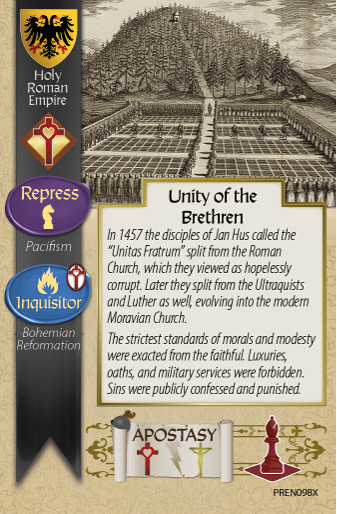 Holy
Roman
Empire
Repress
Pacifism
Inquisitor
Bohemian
Reformation
Unity of the
Brethren
In 1457 the disciples of Jan Hus called the
“Unitas Fratrum” split from the Roman
Church, which they viewed as hopelessly
corrupt. Later they split from the Ultraquists
and Luther as well, evolving into the modern
Moravian Church.
The strictest standards of morals and modesty
were exacted from the faithful. Luxuries,
oaths, and military services were forbidden.
Sins were publicly confessed and punished.
APOSTASY
PREN098X